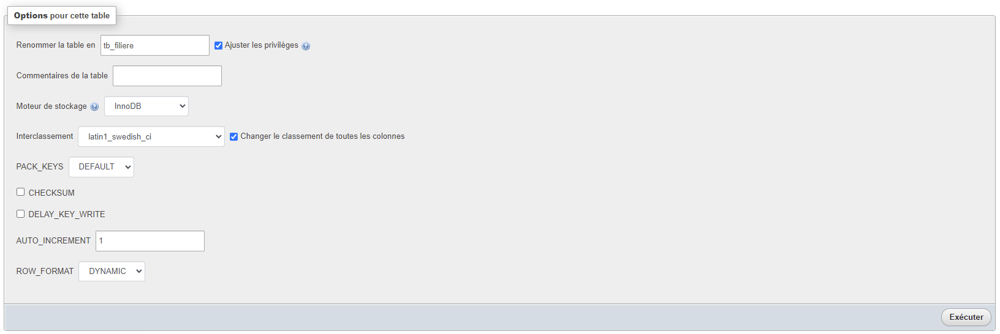 Options pour cette table
Renommer la table en tb_filiere Ajuster les privilèges
Commentaires de la table
Moteur de stockage InnoDB
Interclassement latin1_swedish_ci Changer le classement de toutes les colonnes
PACK_KEYS DEFAULT
CHECKSUM
DELAY_KEY_WRITE
AUTO_INCREMENT 1
ROW_FORMAT DYNAMIC
Exécuter